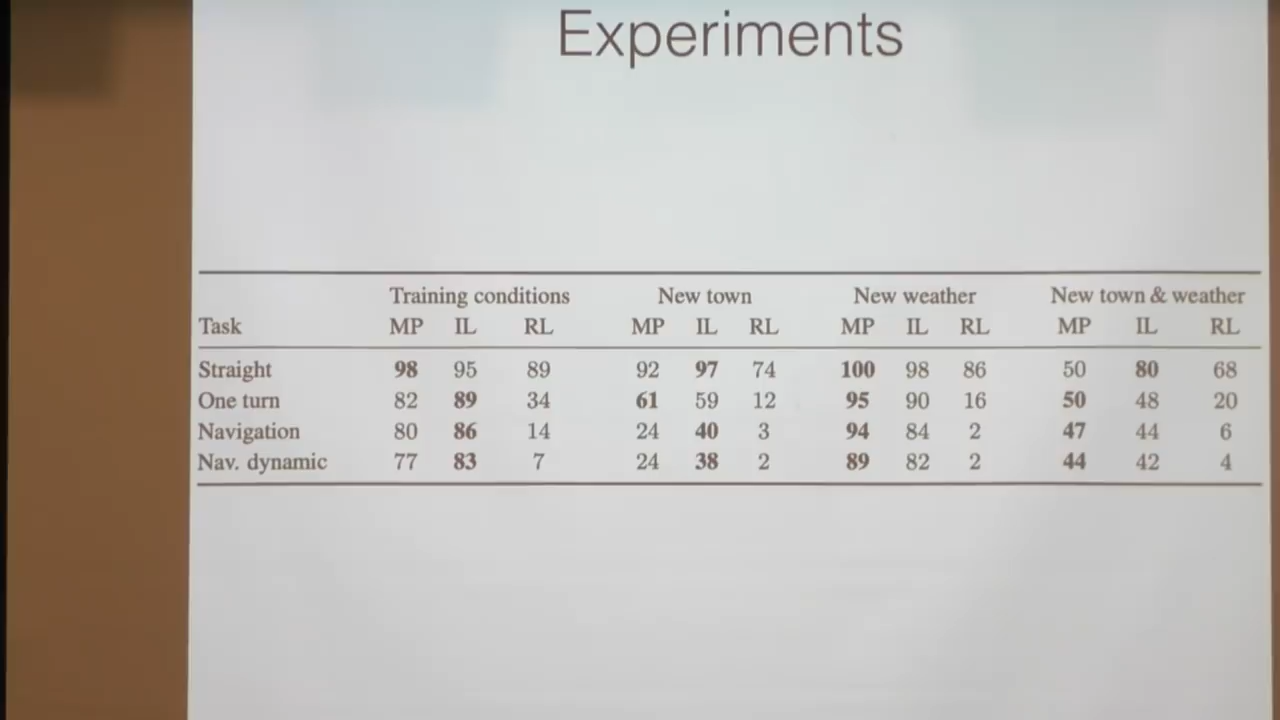 Experiments
Training conditions New town New weather New town & weather
Task MP IL RL MP IL RL MP IL RL MP IL RL
Straight 98 95 89 92 97 74 100 98 86 50 80 68
One turn 82 89 34 61 59 12 95 90 16 50 48 20
Navigation 80 86 14 24 40 3 94 84 2 47 44 6
Nav. dynamic 77 83 7 24 38 2 89 82 2 44 42 4